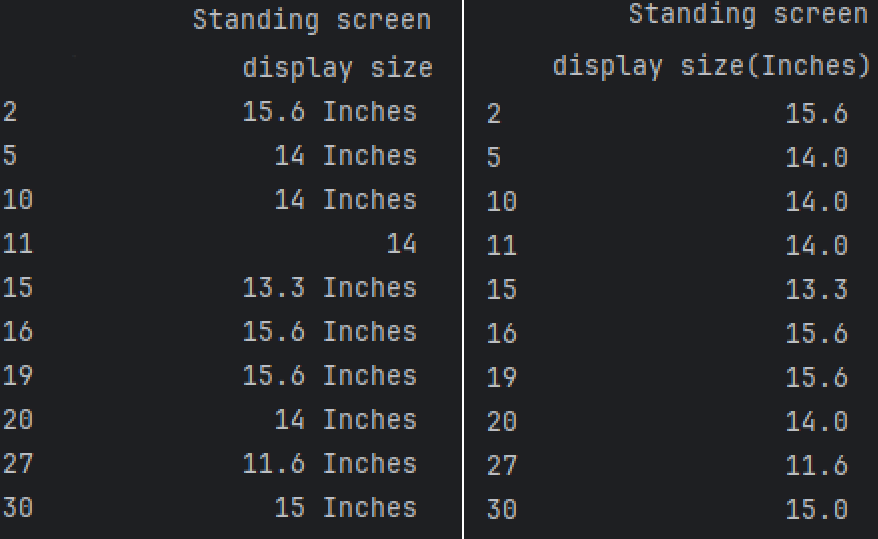 Standing screen
display size
2 15.6 Inches
5 14 Inches
10 14 Inches
11 14
15 13.3 Inches
16 15.6 Inches
19 15.6 Inches
20 14 Inches
27 11.6 Inches
30 15 Inches
Standing screen
display size(Inches)
2 15.6
5 14.0
10 14.0
11 14.0
15 13.3
16 15.6
19 15.6
20 14.0
27 11.6
30 15.0